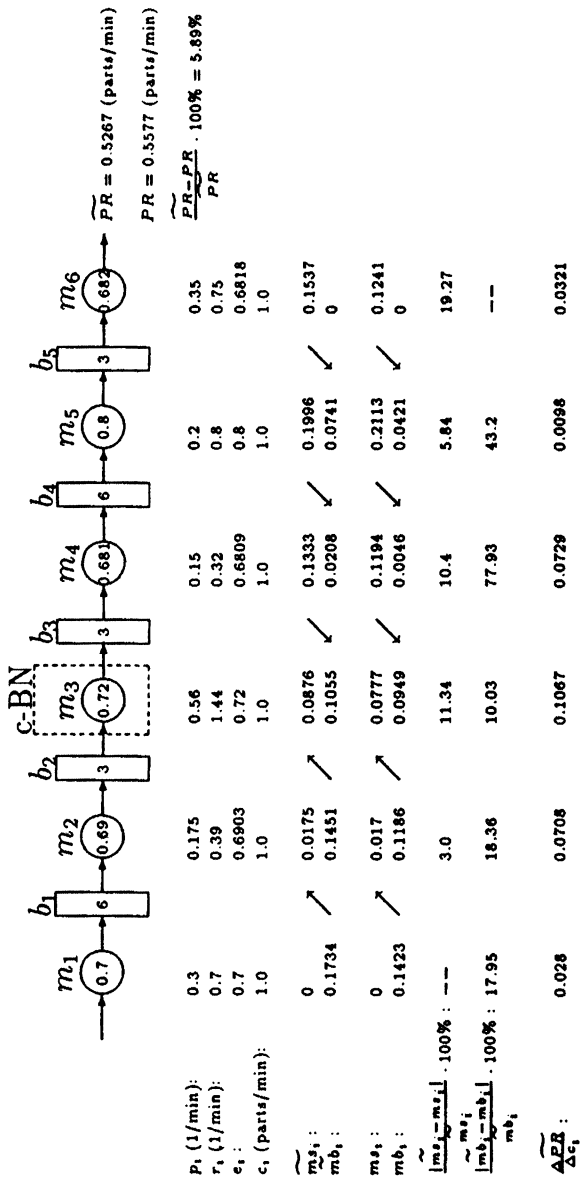 c-BN
m₁ b₁ m₂ b₂ m₃ b₃ m₄ b₄ m₅ b₅ m₆
0.7 6 0.69 3 0.72 3 0.681 6 0.8 3 0.682
P̃R = 0.5267 (parts/min)
PR = 0.5577 (parts/min)
|P̃R−PR| / P̃R · 100% = 5.89%
pᵢ (1/min): 0.3 0.175 0.56 0.15 0.2 0.35
rᵢ (1/min): 0.7 0.39 1.44 0.32 0.8 0.75
eᵢ : 0.7 0.6903 0.72 0.6809 0.8 0.6818
cᵢ (parts/min): 1.0 1.0 1.0 1.0 1.0 1.0
m̃sᵢ : 0 0.0175 0.0876 0.1333 0.1996 0.1537
m̃bᵢ : 0.1734 0.1451 0.1055 0.0208 0.0741 0
msᵢ : 0 0.017 0.0777 0.1194 0.2113 0.1241
mbᵢ : 0.1423 0.1186 0.0949 0.0046 0.0421 0
|m̃sᵢ−msᵢ| / m̃sᵢ · 100% : -- 3.0 11.34 10.4 5.84 19.27
|m̃bᵢ−mbᵢ| / m̃bᵢ · 100% : 17.95 18.36 10.03 77.93 43.2 --
ΔP̃R / Δcᵢ : 0.028 0.0708 0.1067 0.0729 0.0098 0.0321